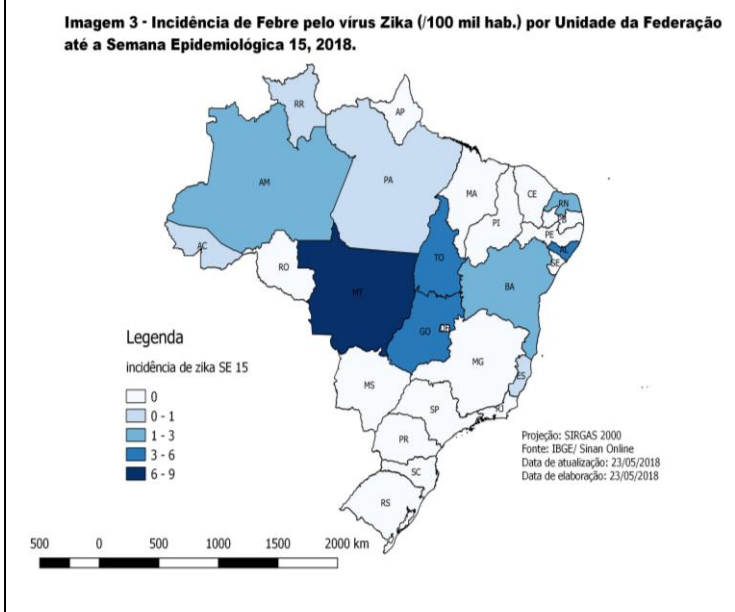 Imagem 3 - Incidência de Febre pelo vírus Zika (/100 mil hab.) por Unidade da Federação
até a Semana Epidemiológica 15, 2018.
RR
AP
AM
PA
MA
CE
RN
PB
PI
PE
AL
SE
AC
RO
TO
BA
MT
GO
DF
MG
ES
MS
SP
RJ
PR
SC
RS
Legenda
incidência de zika SE 15
0
0 - 1
1 - 3
3 - 6
6 - 9
Projeção: SIRGAS 2000
Fonte: IBGE/ Sinan Online
Data de atualização: 23/05/2018
Data de elaboração: 23/05/2018
500 0 500 1000 1500 2000 km